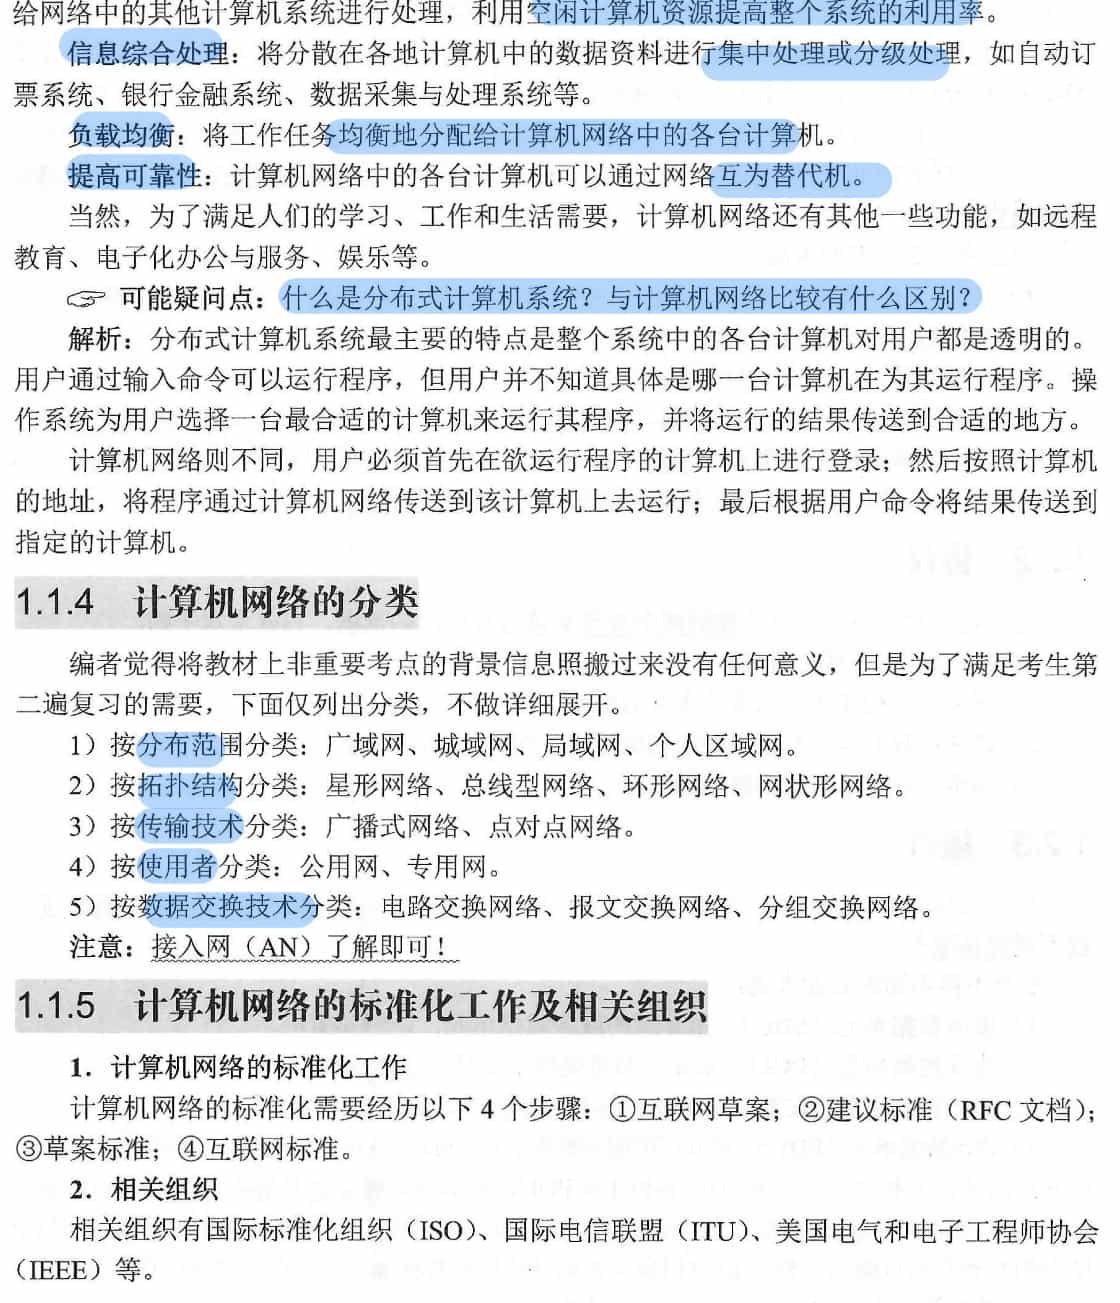 给网络中的其他计算机系统进行处理，利用空闲计算机资源提高整个系统的利用率。
信息综合处理：将分散在各地计算机中的数据资料进行集中处理或分级处理，如自动订
票系统、银行金融系统、数据采集与处理系统等。
负载均衡：将工作任务均衡地分配给计算机网络中的各台计算机。
提高可靠性：计算机网络中的各台计算机可以通过网络互为替代机。
当然，为了满足人们的学习、工作和生活需要，计算机网络还有其他一些功能，如远程
教育、电子化办公与服务、娱乐等。
☞ 可能疑问点：什么是分布式计算机系统？与计算机网络比较有什么区别？
解析：分布式计算机系统最主要的特点是整个系统中的各台计算机对用户都是透明的。
用户通过输入命令可以运行程序，但用户并不知道具体是哪一台计算机在为其运行程序。操
作系统为用户选择一台最合适的计算机来运行其程序，并将运行的结果传送到合适的地方。
计算机网络则不同，用户必须首先在欲运行程序的计算机上进行登录；然后按照计算机
的地址，将程序通过计算机网络传送到该计算机上去运行；最后根据用户命令将结果传送到
指定的计算机。
1.1.4 计算机网络的分类
编者觉得将教材上非重要考点的背景信息照搬过来没有任何意义，但是为了满足考生第
二遍复习的需要，下面仅列出分类，不做详细展开。
1）按分布范围分类：广域网、城域网、局域网、个人区域网。
2）按拓扑结构分类：星形网络、总线型网络、环形网络、网状形网络。
3）按传输技术分类：广播式网络、点对点网络。
4）按使用者分类：公用网、专用网。
5）按数据交换技术分类：电路交换网络、报文交换网络、分组交换网络。
注意：接入网（AN）了解即可！
1.1.5 计算机网络的标准化工作及相关组织
1．计算机网络的标准化工作
计算机网络的标准化需要经历以下 4 个步骤：①互联网草案；②建议标准（RFC 文档）；
③草案标准；④互联网标准。
2．相关组织
相关组织有国际标准化组织（ISO）、国际电信联盟（ITU）、美国电气和电子工程师协会
（IEEE）等。